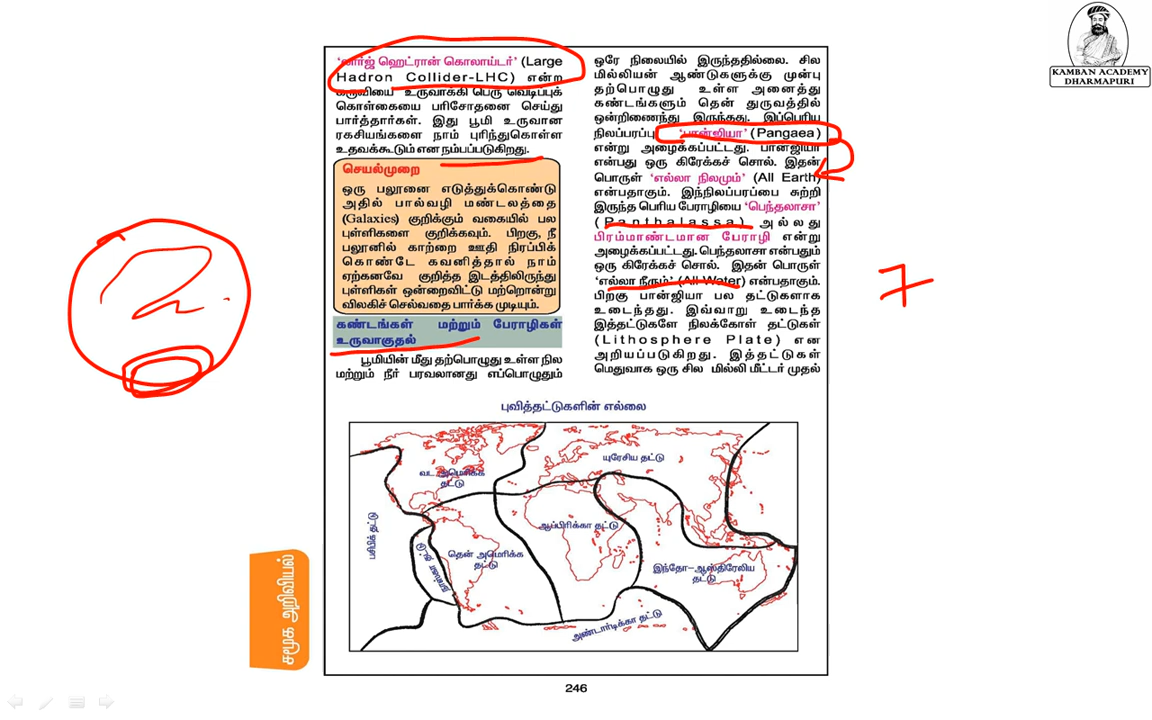 'லார்ஜ் ஹெட்ரான் கொலாய்டர்' (Large
Hadron Collider-LHC) என்ற
கருவியை உருவாக்கி பெரு வெடிப்புக்
கொள்கையை பரிசோதனை செய்து
பார்த்தார்கள். இது பூமி உருவான
ரகசியங்களை நாம் புரிந்துகொள்ள
உதவக்கூடும் என நம்பப்படுகிறது.
செயல்முறை
ஒரு பலூனை எடுத்துக்கொண்டு
அதில் பால்வழி மண்டலத்தை
(Galaxies) குறிக்கும் வகையில் பல
புள்ளிகளை குறிக்கவும். பிறகு, நீ
பலூனில் காற்றை ஊதி நிரப்பிக்
கொண்டே கவனித்தால் நாம்
ஏற்கனவே குறித்த இடத்திலிருந்து
புள்ளிகள் ஒன்றைவிட்டு மற்றொன்று
விலகிச் செல்வதை பார்க்க முடியும்.
கண்டங்கள் மற்றும் பேராழிகள்
உருவாகுதல்
பூமியின் மீது தற்பொழுது உள்ள நில
மற்றும் நீர் பரவலானது எப்பொழுதும்
ஒரே நிலையில் இருந்ததில்லை. சில
மில்லியன் ஆண்டுகளுக்கு முன்பு
தற்பொழுது உள்ள அனைத்து
கண்டங்களும் தென் துருவத்தில்
ஒன்றிணைந்து இருந்தது. இப்பெரிய
நிலப்பரப்பு 'பான்ஜியா' (Pangaea)
என்று அழைக்கப்பட்டது. பான்ஜியா
என்பது ஒரு கிரேக்கச் சொல். இதன்
பொருள் 'எல்லா நிலமும்' (All Earth)
என்பதாகும். இந்நிலப்பரப்பை சுற்றி
இருந்த பெரிய பேராழியை 'பெந்தலாசா'
(Panthalassa) அல்லது
பிரம்மாண்டமான பேராழி என்று
அழைக்கப்பட்டது. பெந்தலாசா என்பதும்
ஒரு கிரேக்கச் சொல். இதன் பொருள்
'எல்லா நீரும்' (All Water) என்பதாகும்.
பிறகு பான்ஜியா பல தட்டுகளாக
உடைந்தது. இவ்வாறு உடைந்த
இத்தட்டுகளே நிலக்கோள் தட்டுகள்
(Lithosphere Plate) என
அறியப்படுகிறது. இத்தட்டுகள்
மெதுவாக ஒரு சில மில்லி மீட்டர் முதல்
7
புவித்தட்டுகளின் எல்லை
வட அமெரிக்க
தட்டு
யுரேசிய தட்டு
பசிபிக் தட்டு
நாஸ்கா தட்டு
தென் அமெரிக்க
தட்டு
ஆப்பிரிக்கா தட்டு
இந்தோ-ஆஸ்திரேலிய
தட்டு
அண்டார்டிக்கா தட்டு
சமூக அறிவியல்
246
KAMBAN ACADEMY
DHARMAPURI